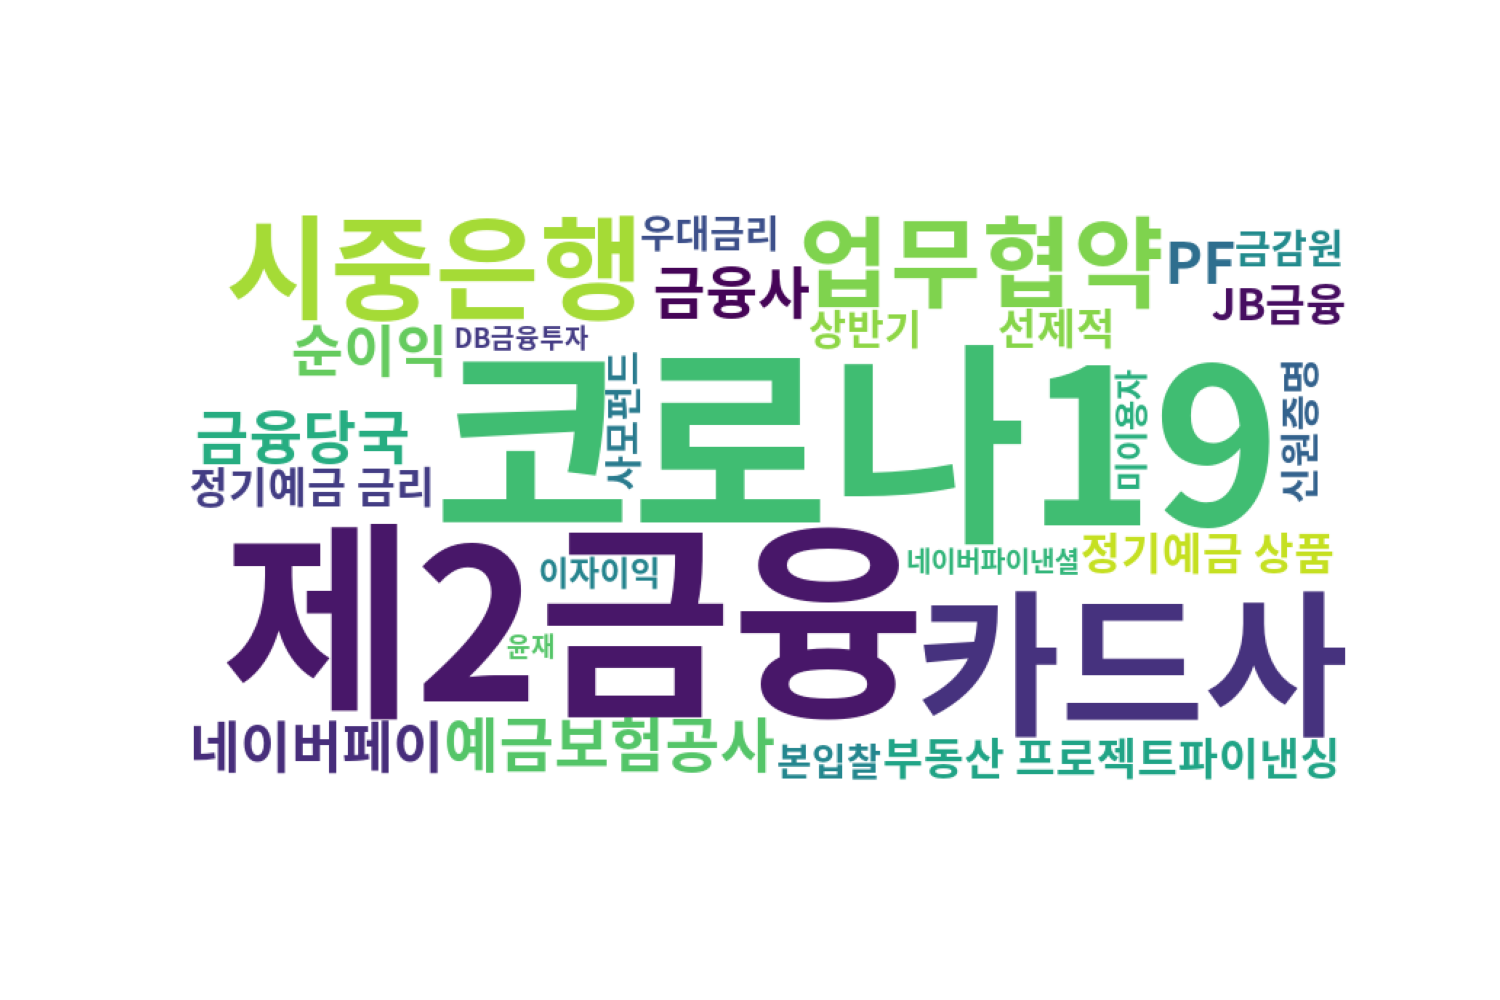 시중은행
우대금리
업무협약
금감원
PF
금융사
JB금융
순이익
DB금융투자
상반기
선제적
코로나19
사모펀드
미이용자
신원증명
금융당국
정기예금 금리
제2금융
이자이익
네이버파이낸셜
정기예금 상품
윤재
카드사
네이버페이
예금보험공사
본입찰
부동산 프로젝트파이낸싱